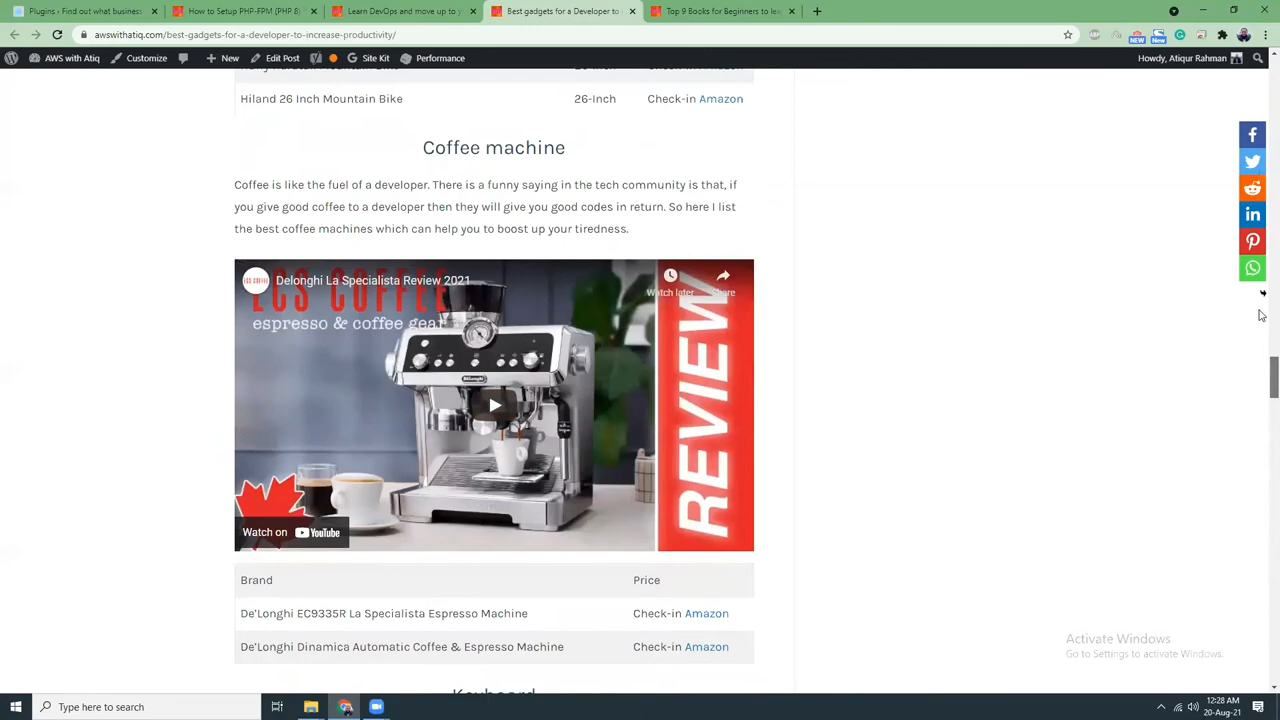 Plugins ‹ Find your WordPress busin
How to Setup PHP-FPM (PHP 8)
Learn DevOps and move up to y
Best gadgets for a Developer to
Top 9 Books for Beginners to lea
awswithatiq.com/best-gadgets-for-a-developer-to-increase-productivity/
AWS with Atiq
Customize
New
Edit Post
Site Kit
Performance
Howdy, Atiqur Rahman
Hiland 26 Inch Mountain Bike 26-Inch Check-in Amazon
Coffee machine
Coffee is like the fuel of a developer. There is a funny saying in the tech community is that, if
you give good coffee to a developer then they will give you good codes in return. So here I list
the best coffee machines which can help you to boost up your tiredness.
ECS COFFEE
Delonghi La Specialista Review 2021
Watch later
Share
espresso & coffee gear
REVIEW
Watch on YouTube
Brand Price
De'Longhi EC9335R La Specialista Espresso Machine Check-in Amazon
De'Longhi Dinamica Automatic Coffee & Espresso Machine Check-in Amazon
Keyboard
Activate Windows
Go to Settings to activate Windows.
Type here to search
12:28 AM
20-Aug-21